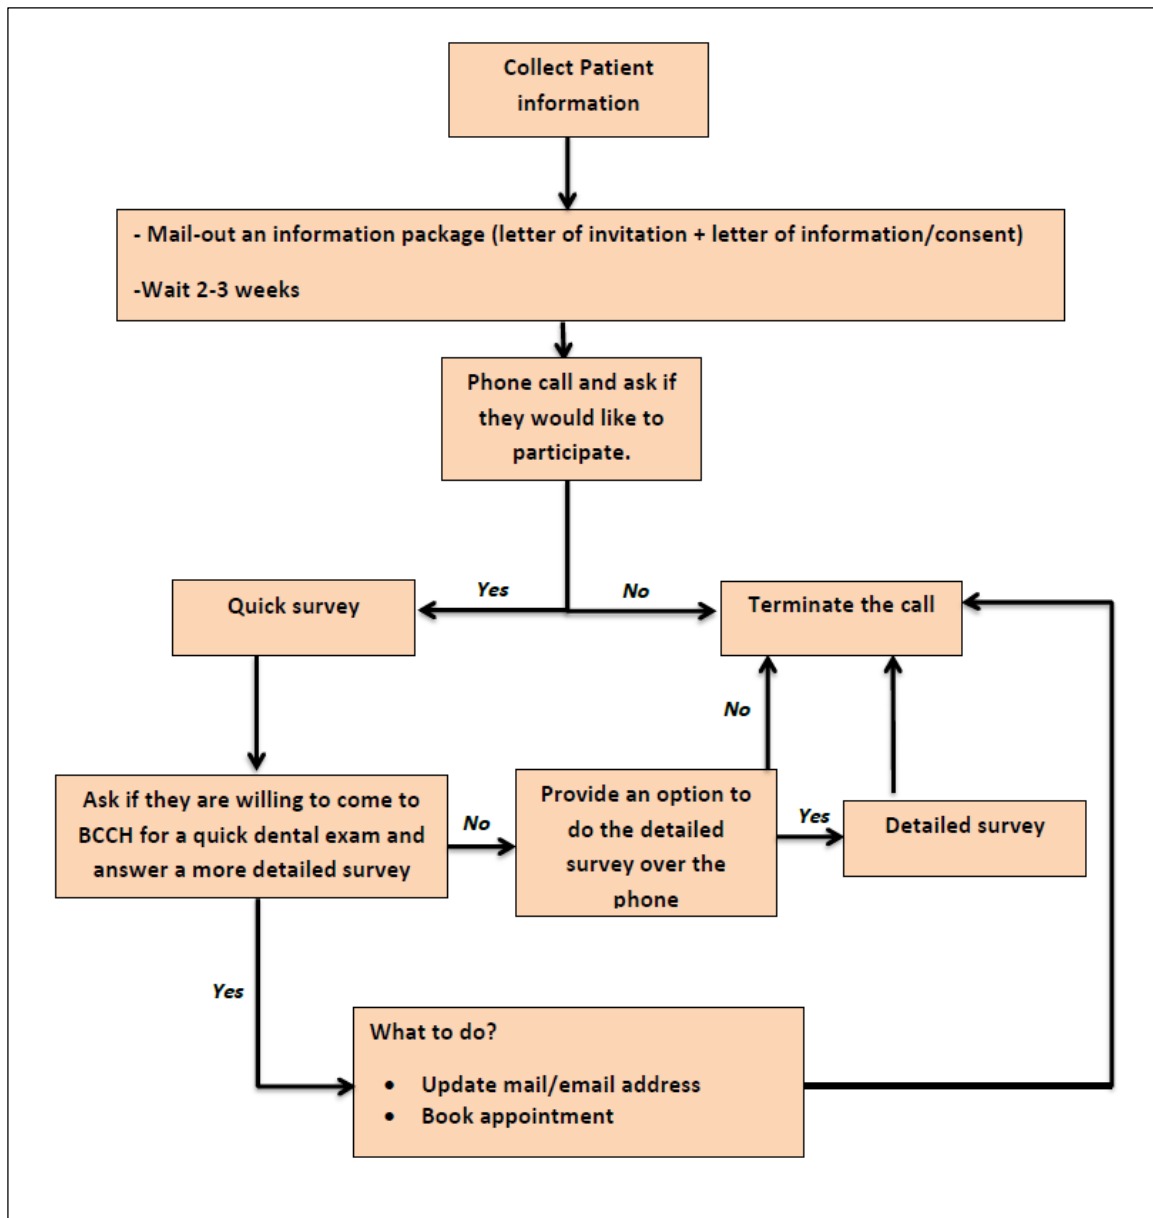 Collect Patient
information
- Mail-out an information package (letter of invitation + letter of information/consent)
-Wait 2-3 weeks
Phone call and ask if
they would like to
participate.
Yes
No
Quick survey
Terminate the call
No
Ask if they are willing to come to
BCCH for a quick dental exam and
answer a more detailed survey
No
Provide an option to
do the detailed
survey over the
phone
Yes
Detailed survey
Yes
What to do?
• Update mail/email address
• Book appointment